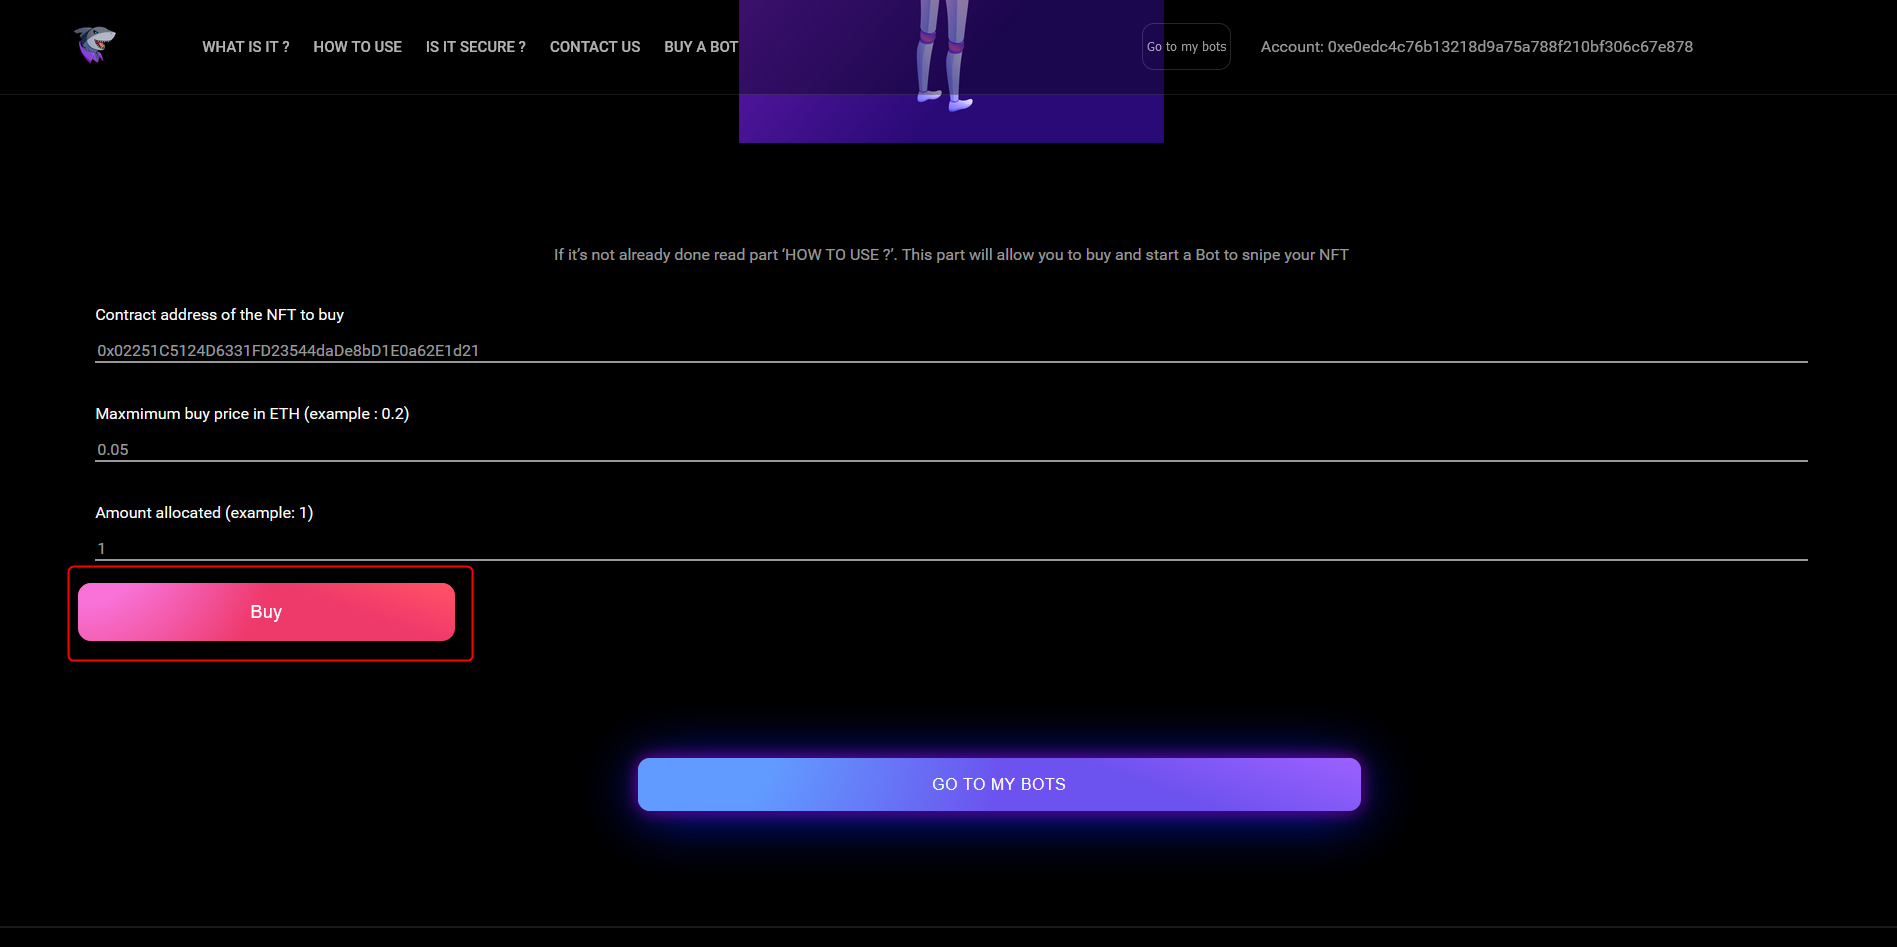 WHAT IS IT ? HOW TO USE IS IT SECURE ? CONTACT US BUY A BOT Go to my bots Account: 0xe0edc4c76b13218d9a75a788f210bf306c67e878
If it’s not already done read part ‘HOW TO USE ?’. This part will allow you to buy and start a Bot to snipe your NFT
Contract address of the NFT to buy
0x02251C5124D6331FD23544daDe8bD1E0a62E1d21
Maxmimum buy price in ETH (example : 0.2)
0.05
Amount allocated (example: 1)
1
Buy
GO TO MY BOTS